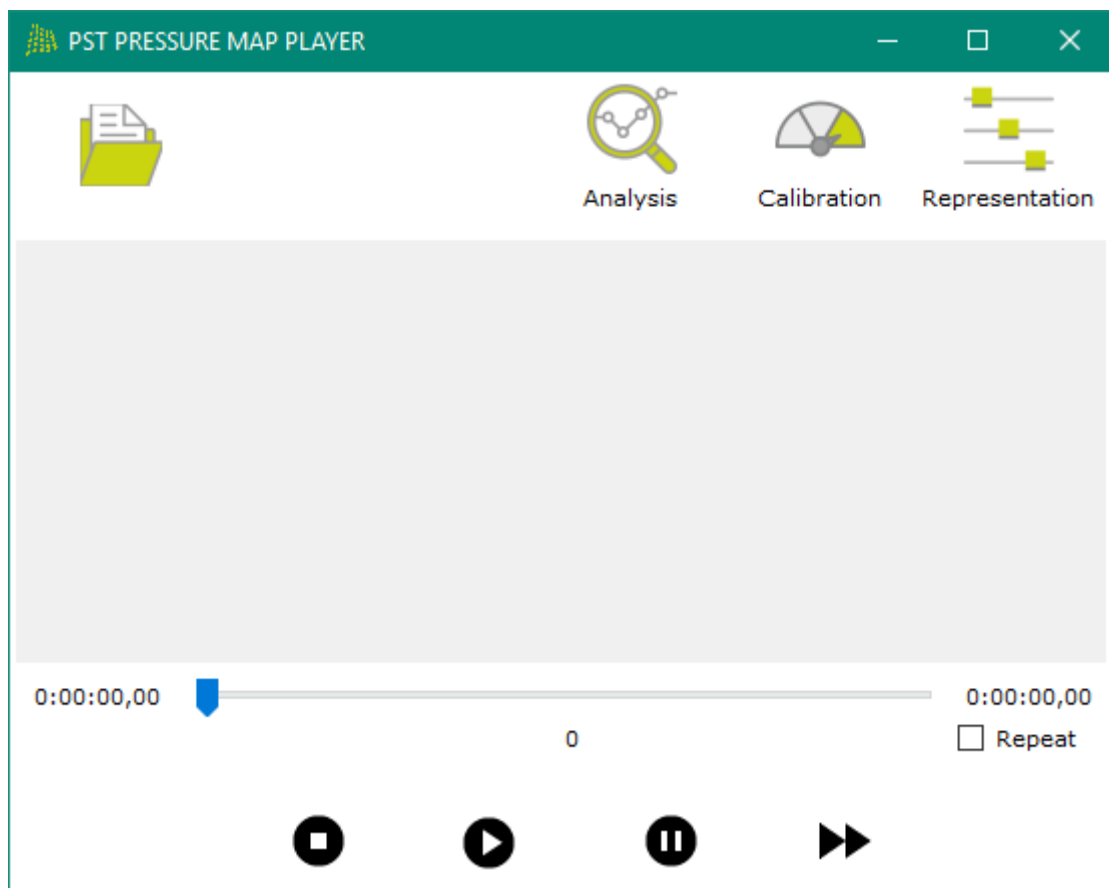 PST PRESSURE MAP PLAYER
Analysis Calibration Representation
0:00:00,00 0:00:00,00
0 Repeat